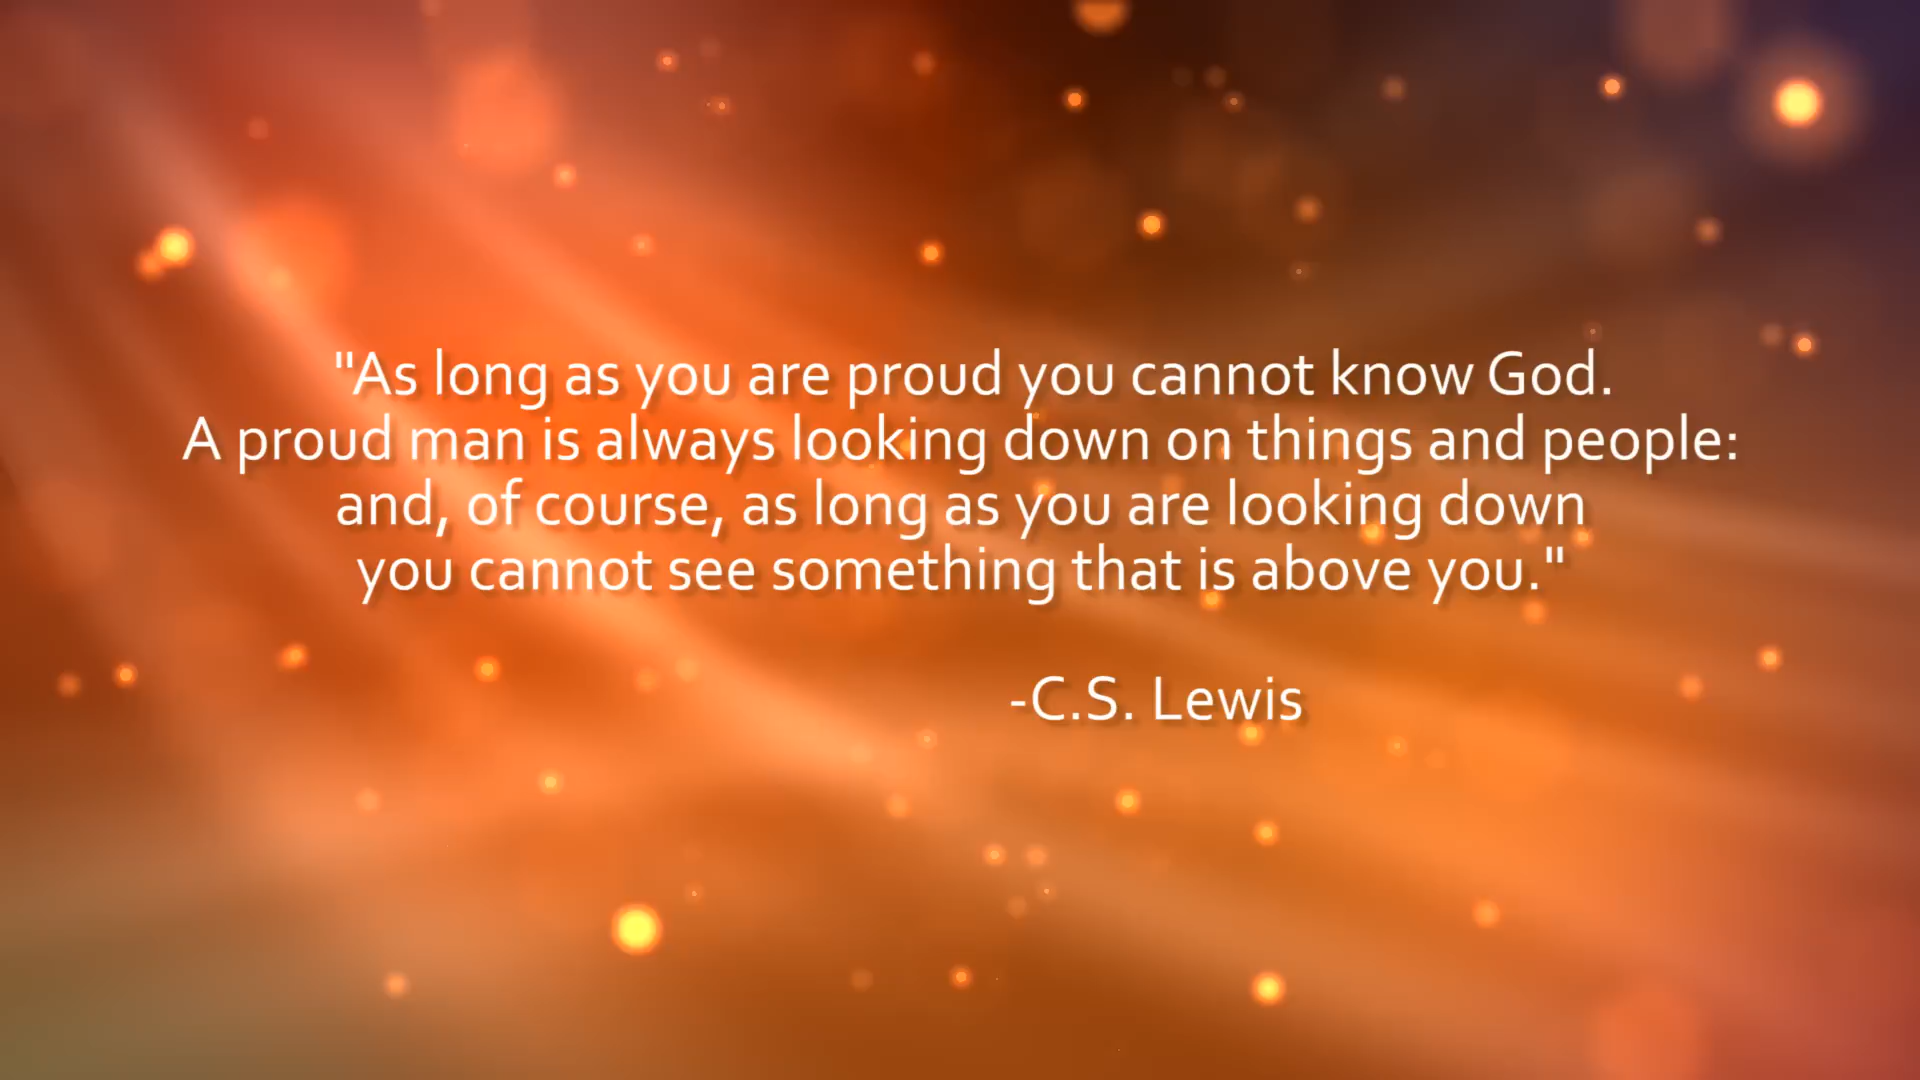 "As long as you are proud you cannot know God.
A proud man is always looking down on things and people:
and, of course, as long as you are looking down
you cannot see something that is above you."
-C.S. Lewis